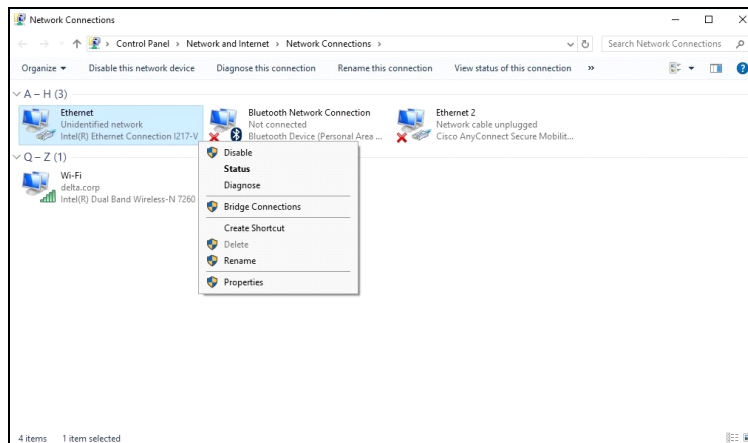 Network Connections
Control Panel > Network and Internet > Network Connections >
Search Network Connections
Organize
Disable this network device
Diagnose this connection
Rename this connection
View status of this connection
»
A – H (3)
Ethernet
Unidentified network
Intel(R) Ethernet Connection I217-V
Bluetooth Network Connection
Not connected
Bluetooth Device (Personal Area ...
Ethernet 2
Network cable unplugged
Cisco AnyConnect Secure Mobilit...
Q – Z (1)
Wi-Fi
delta.corp
Intel(R) Dual Band Wireless-N 7260
Disable
Status
Diagnose
Bridge Connections
Create Shortcut
Delete
Rename
Properties
4 items
1 item selected